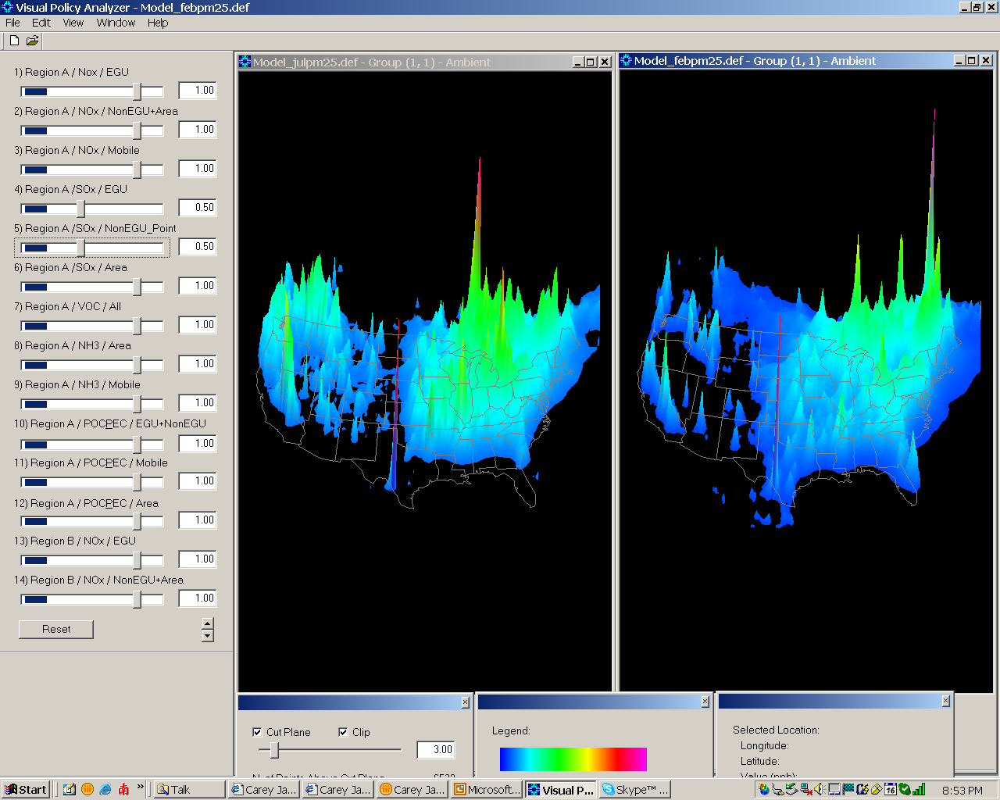 Visual Policy Analyzer - Model_febpm25.def
File Edit View Window Help
1) Region A / Nox / EGU
1.00
2) Region A / NOx / NonEGU+Area
1.00
3) Region A / NOx / Mobile
1.00
4) Region A /SOx / EGU
0.50
5) Region A /SOx / NonEGU_Point
0.50
6) Region A /SOx / Area
1.00
7) Region A / VOC / All
1.00
8) Region A / NH3 / Area
1.00
9) Region A / NH3 / Mobile
1.00
10) Region A / POCPEC / EGU+NonEGU
1.00
11) Region A / POCPEC / Mobile
1.00
12) Region A / POCPEC / Area
1.00
13) Region B / NOx / EGU
1.00
14) Region B / NOx / NonEGU+Area
1.00
Reset
Model_julpm25.def - Group (1, 1) - Ambient
Model_febpm25.def - Group (1, 1) - Ambient
Cut Plane Clip
3.00
Legend:
Selected Location:
Longitude:
Latitude:
Value (ppb):
Start
Talk
Carey Ja...
Carey Ja...
Carey Ja...
Microsoft...
Visual P...
Skype™ ...
16
8:53 PM